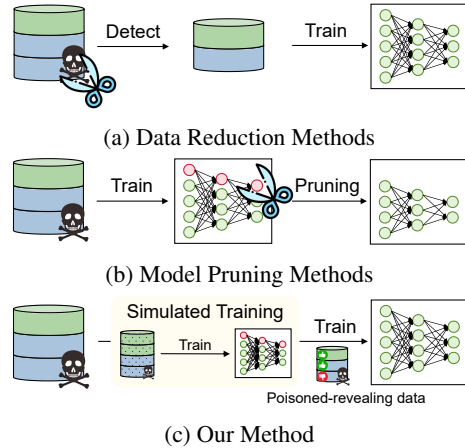 Detect
Train
(a) Data Reduction Methods
Train
Pruning
(b) Model Pruning Methods
Simulated Training
Train
Train
Poisoned-revealing data
(c) Our Method